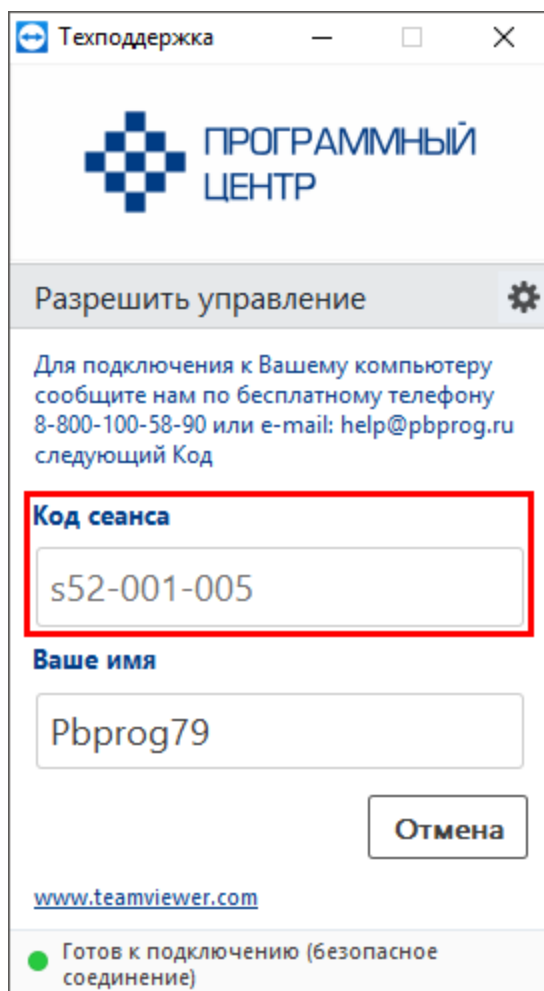 Техподдержка
ПРОГРАММНЫЙ
ЦЕНТР
Разрешить управление
Для подключения к Вашему компьютеру
сообщите нам по бесплатному телефону
8-800-100-58-90 или e-mail: help@pbprog.ru
следующий Код
Код сеанса
s52-001-005
Ваше имя
Pbprog79
Отмена
www.teamviewer.com
Готов к подключению (безопасное
соединение)